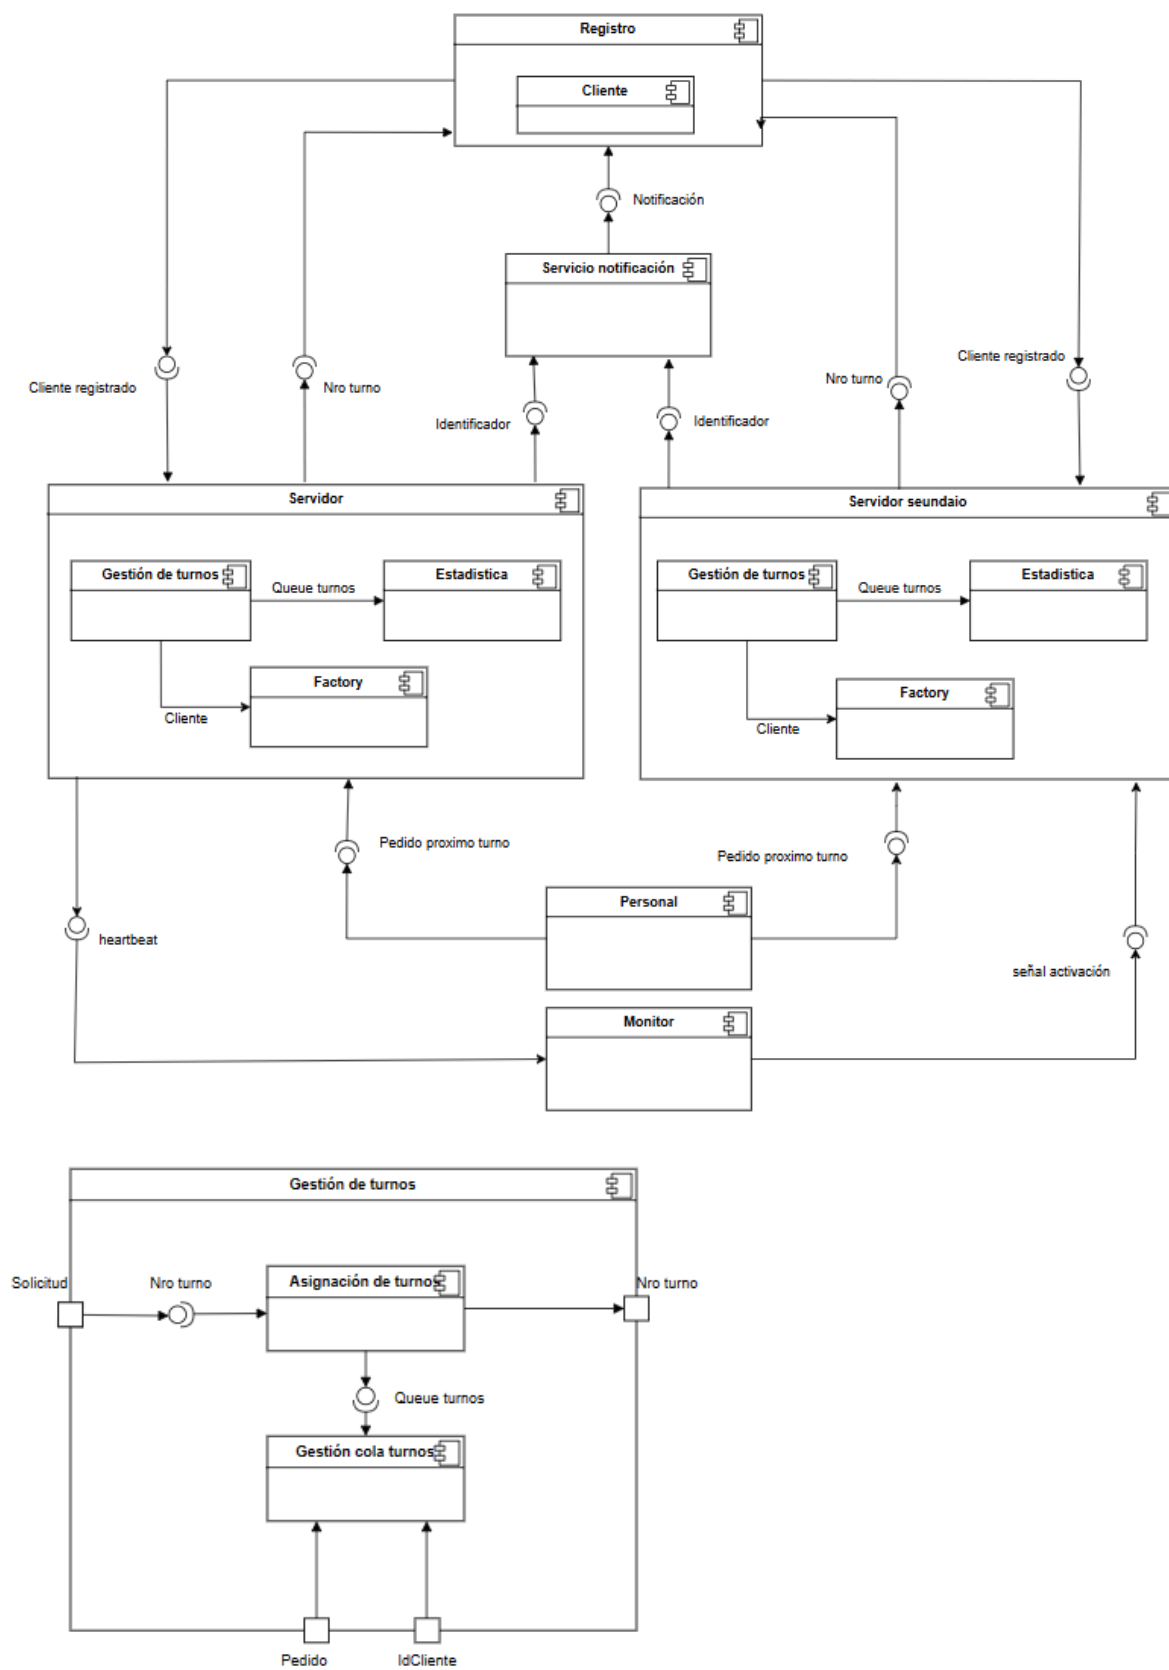 Registro
Cliente
Notificación
Servicio notificación
Cliente registrado
Nro turno
Identificador
Identificador
Nro turno
Cliente registrado
Servidor
Gestión de turnos
Queue turnos
Estadistica
Factory
Cliente
Servidor seundaio
Gestión de turnos
Queue turnos
Estadistica
Factory
Cliente
Pedido proximo turno
Pedido proximo turno
Personal
heartbeat
señal activación
Monitor
Gestión de turnos
Solicitud
Nro turno
Asignación de turnos
Nro turno
Queue turnos
Gestión cola turnos
Pedido
IdCliente